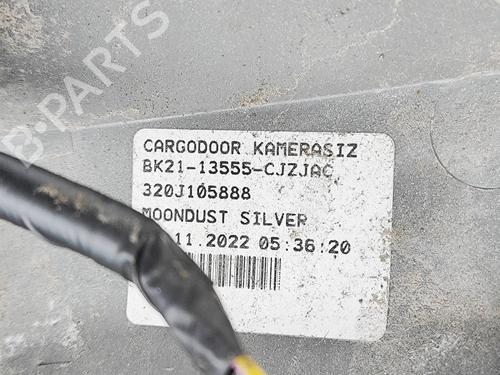 CARGODOOR KAMERASIZ
BK21-13555-CJZJAC
320J105888
MOONDUST SILVER
.11.2022 05:36:20
B-PARTS